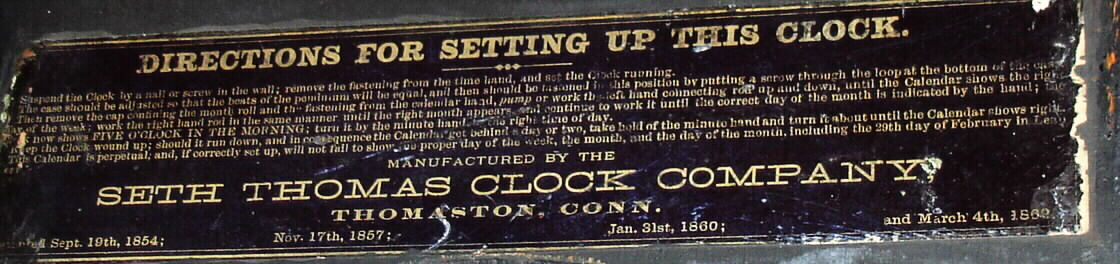 DIRECTIONS FOR SETTING UP THIS CLOCK.
Suspend the Clock by a nail or screw in the wall; remove the fastening from the time hand, and set the Clock running.
The case should be adjusted so that the beats of the pendulum will be equal, and then should be fastened in this position by putting a screw through the loop at the bottom of the case
Then remove the cap confining the month roll and the fastening from the calendar hand, pump or work the hand connecting rod up and down, until the Calendar shows the right
of the week; work the right hand rod in the same manner until the right month appears and continue to work it until the correct day of the month is indicated by the hand; the
k now shows FIVE O'CLOCK IN THE MORNING; turn it by the minute hand to the right time of day.
Keep the Clock wound up; should it run down, and in consequence the Calendar get behind a day or two, take hold of the minute hand and turn it about until the Calendar shows right.
This Calendar is perpetual, and, if correctly set up, will not fail to show the proper day of the week, the month, and the day of the month, including the 29th day of February in Leap
MANUFACTURED BY THE
SETH THOMAS CLOCK COMPANY,
THOMASTON, CONN.
Sept. 19th, 1854; Nov. 17th, 1857; Jan. 31st, 1860; and March 4th, 1862.